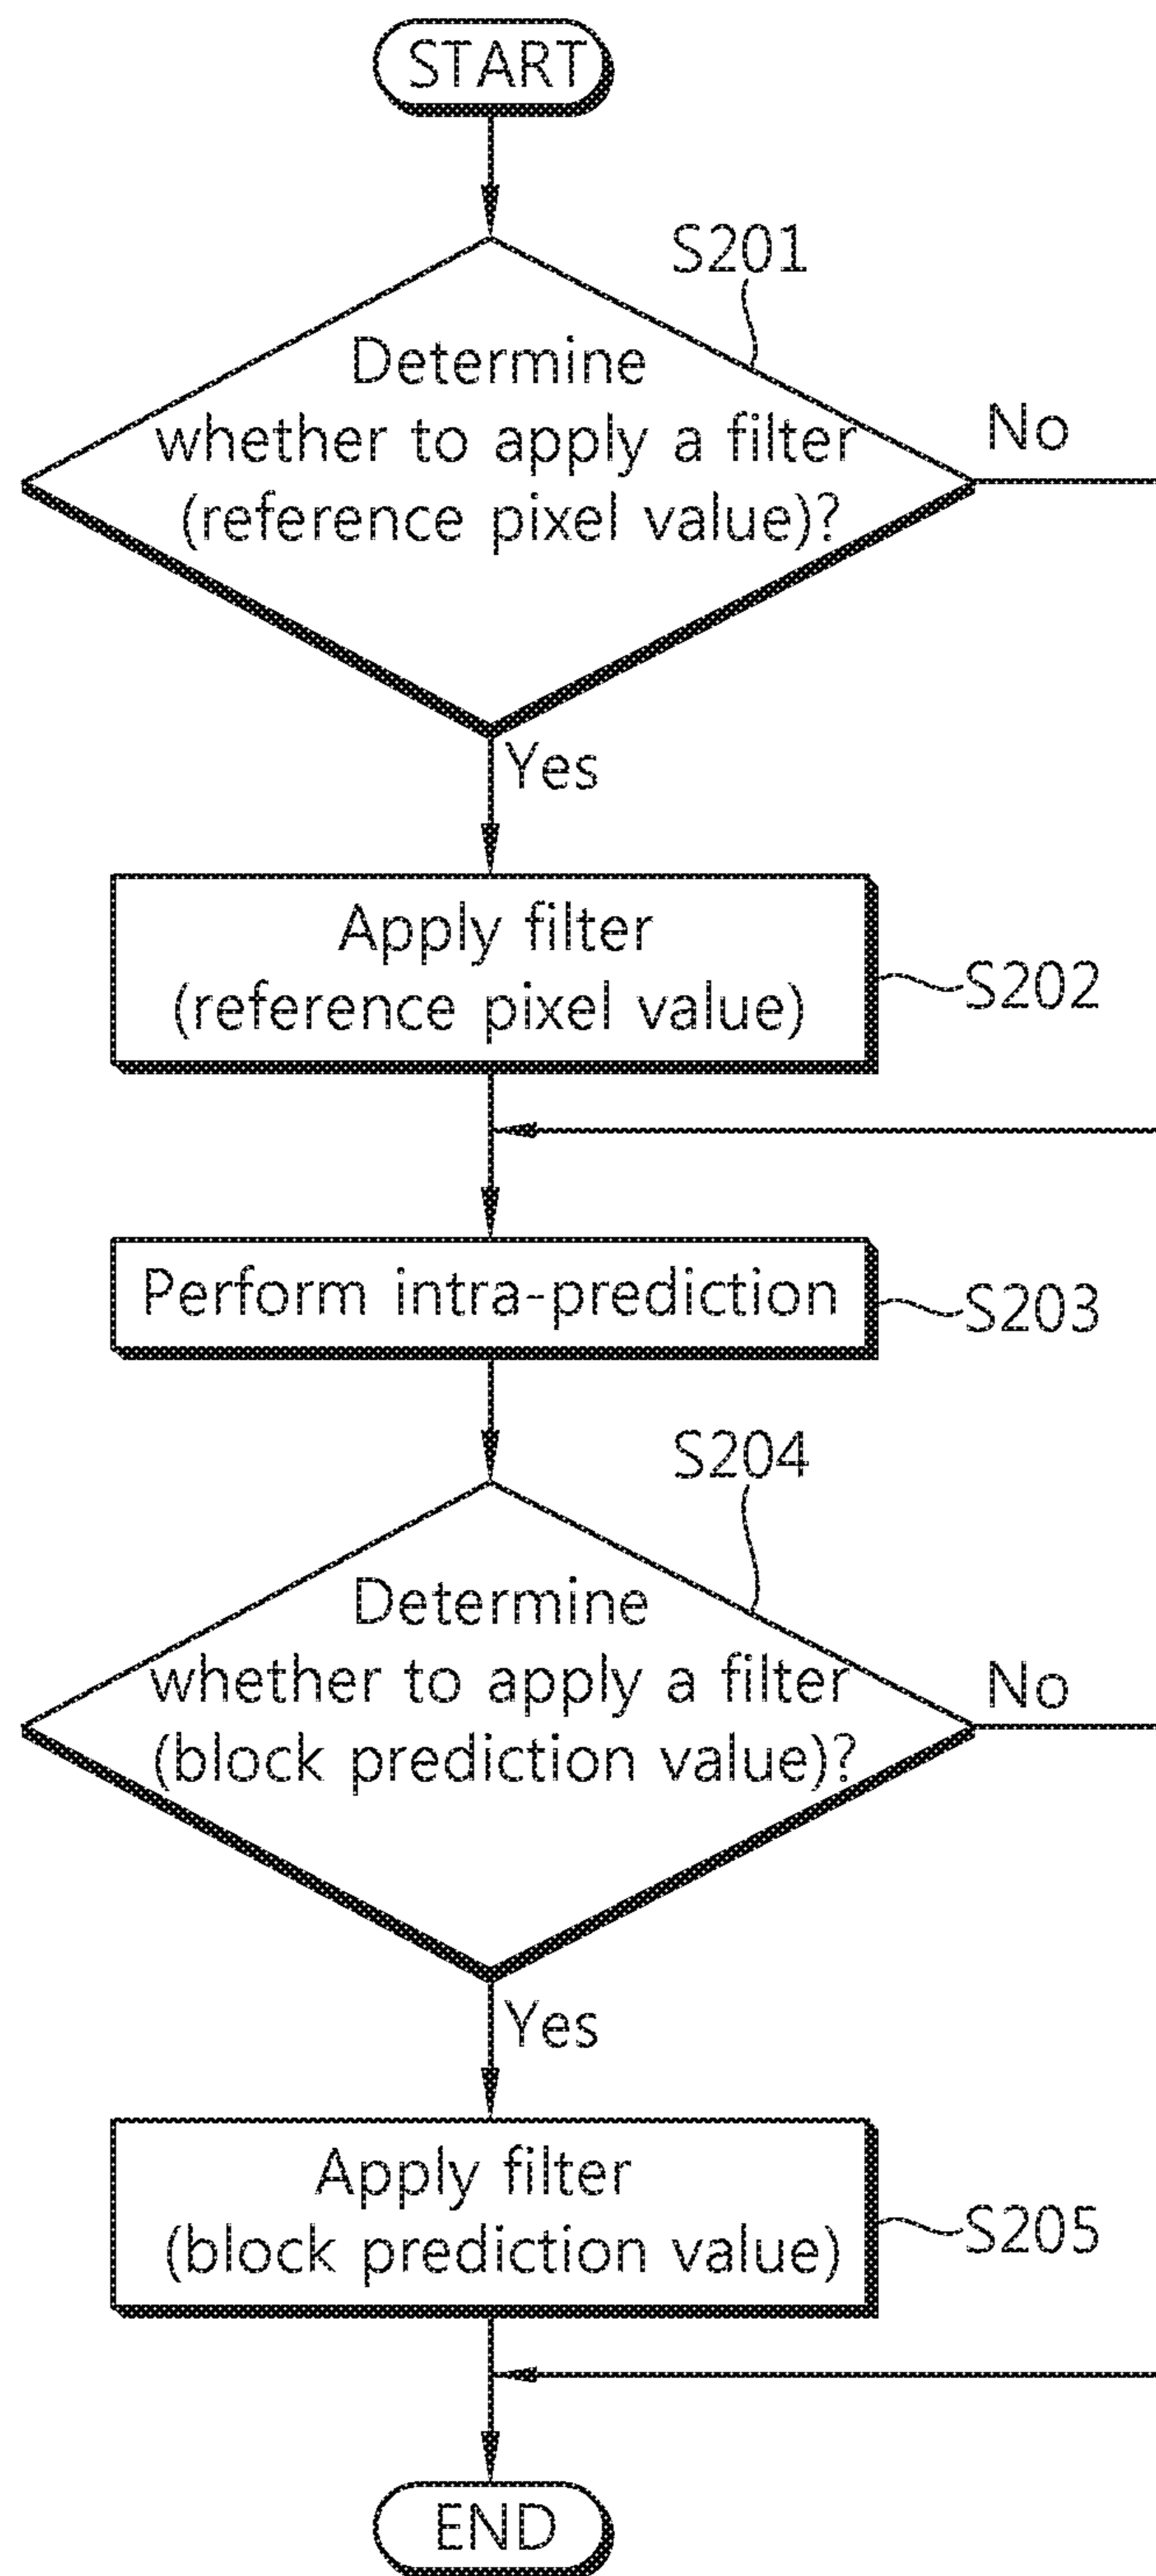 START
S201
Determine
whether to apply a filter
(reference pixel value)?
No
Yes
Apply filter
(reference pixel value)
S202
Perform intra-prediction
S203
S204
Determine
whether to apply a filter
(block prediction value)?
No
Yes
Apply filter
(block prediction value)
S205
END